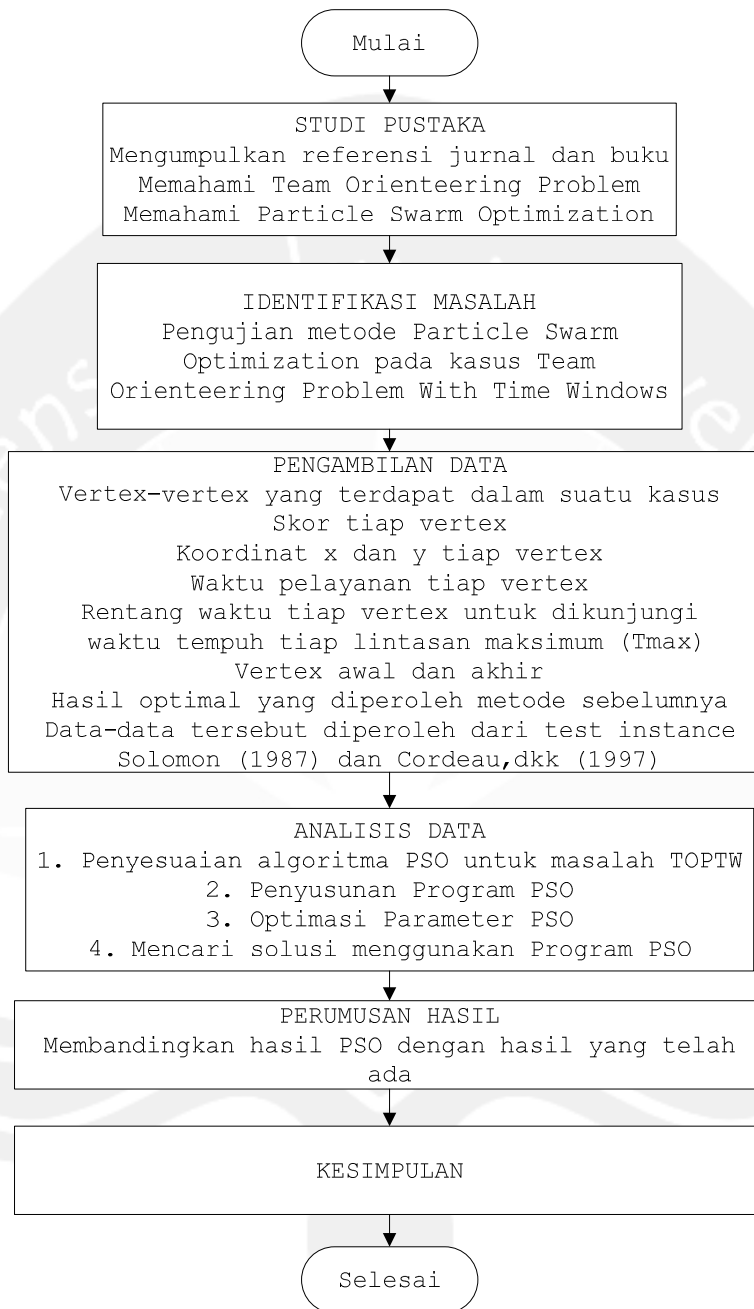 Mulai
STUDI PUSTAKA
Mengumpulkan referensi jurnal dan buku
Memahami Team Orienteering Problem
Memahami Particle Swarm Optimization
IDENTIFIKASI MASALAH
Pengujian metode Particle Swarm
Optimization pada kasus Team
Orienteering Problem With Time Windows
PENGAMBILAN DATA
Vertex-vertex yang terdapat dalam suatu kasus
Skor tiap vertex
Koordinat x dan y tiap vertex
Waktu pelayanan tiap vertex
Rentang waktu tiap vertex untuk dikunjungi
waktu tempuh tiap lintasan maksimum (Tmax)
Vertex awal dan akhir
Hasil optimal yang diperoleh metode sebelumnya
Data-data tersebut diperoleh dari test instance
Solomon (1987) dan Cordeau,dkk (1997)
ANALISIS DATA
1. Penyesuaian algoritma PSO untuk masalah TOPTW
2. Penyusunan Program PSO
3. Optimasi Parameter PSO
4. Mencari solusi menggunakan Program PSO
PERUMUSAN HASIL
Membandingkan hasil PSO dengan hasil yang telah
ada
KESIMPULAN
Selesai